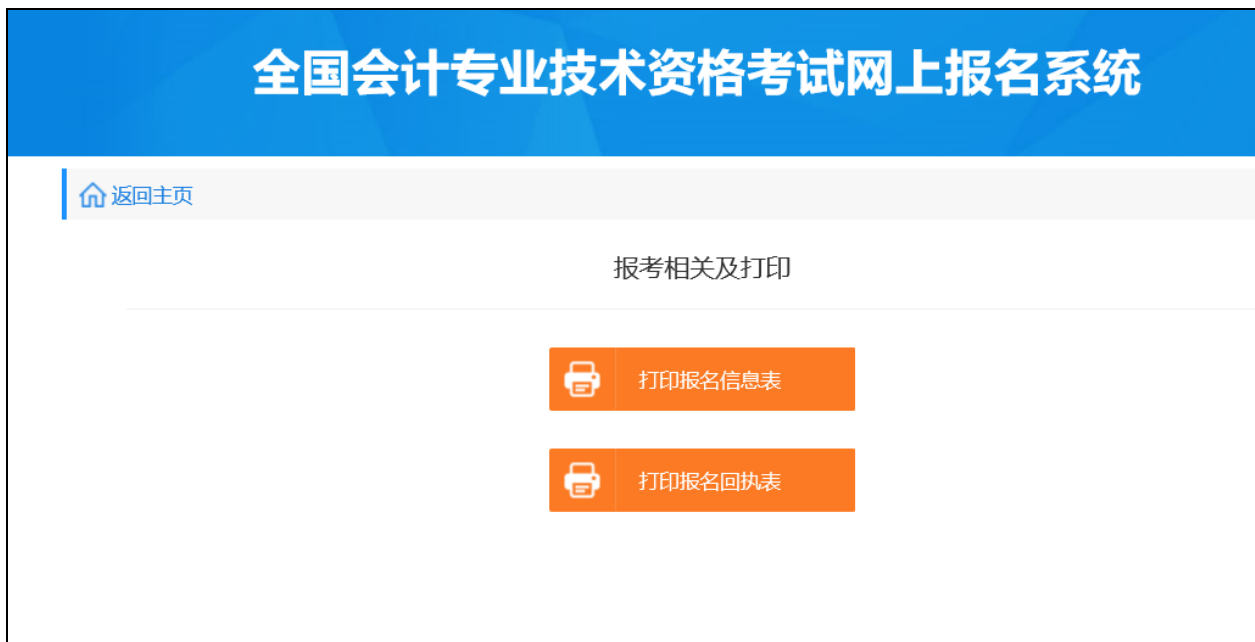 全国会计专业技术资格考试网上报名系统
返回主页
报考相关及打印
打印报名信息表
打印报名回执表